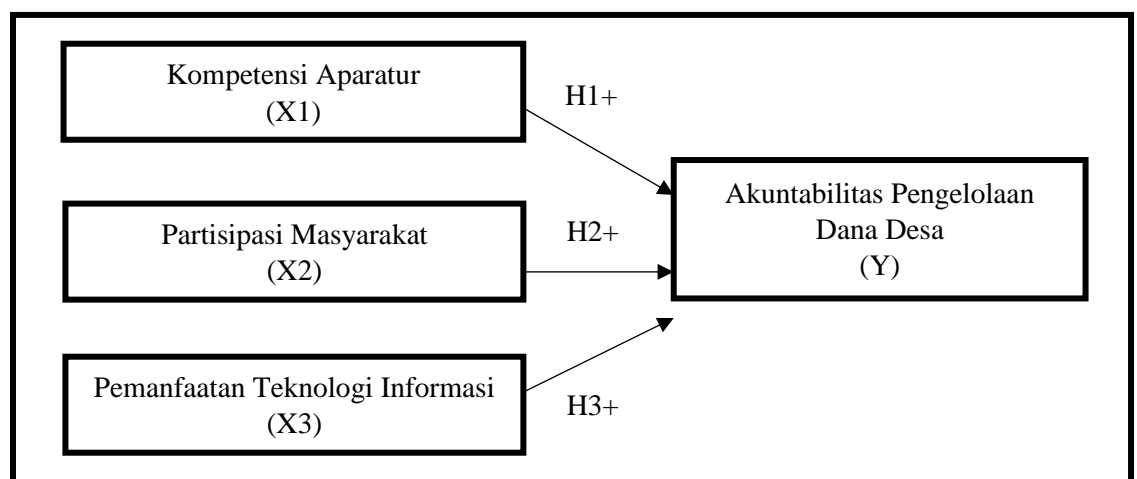 Kompetensi Aparatur
(X1)
H1+
Partisipasi Masyarakat
(X2)
H2+
Pemanfaatan Teknologi Informasi
(X3)
H3+
Akuntabilitas Pengelolaan
Dana Desa
(Y)